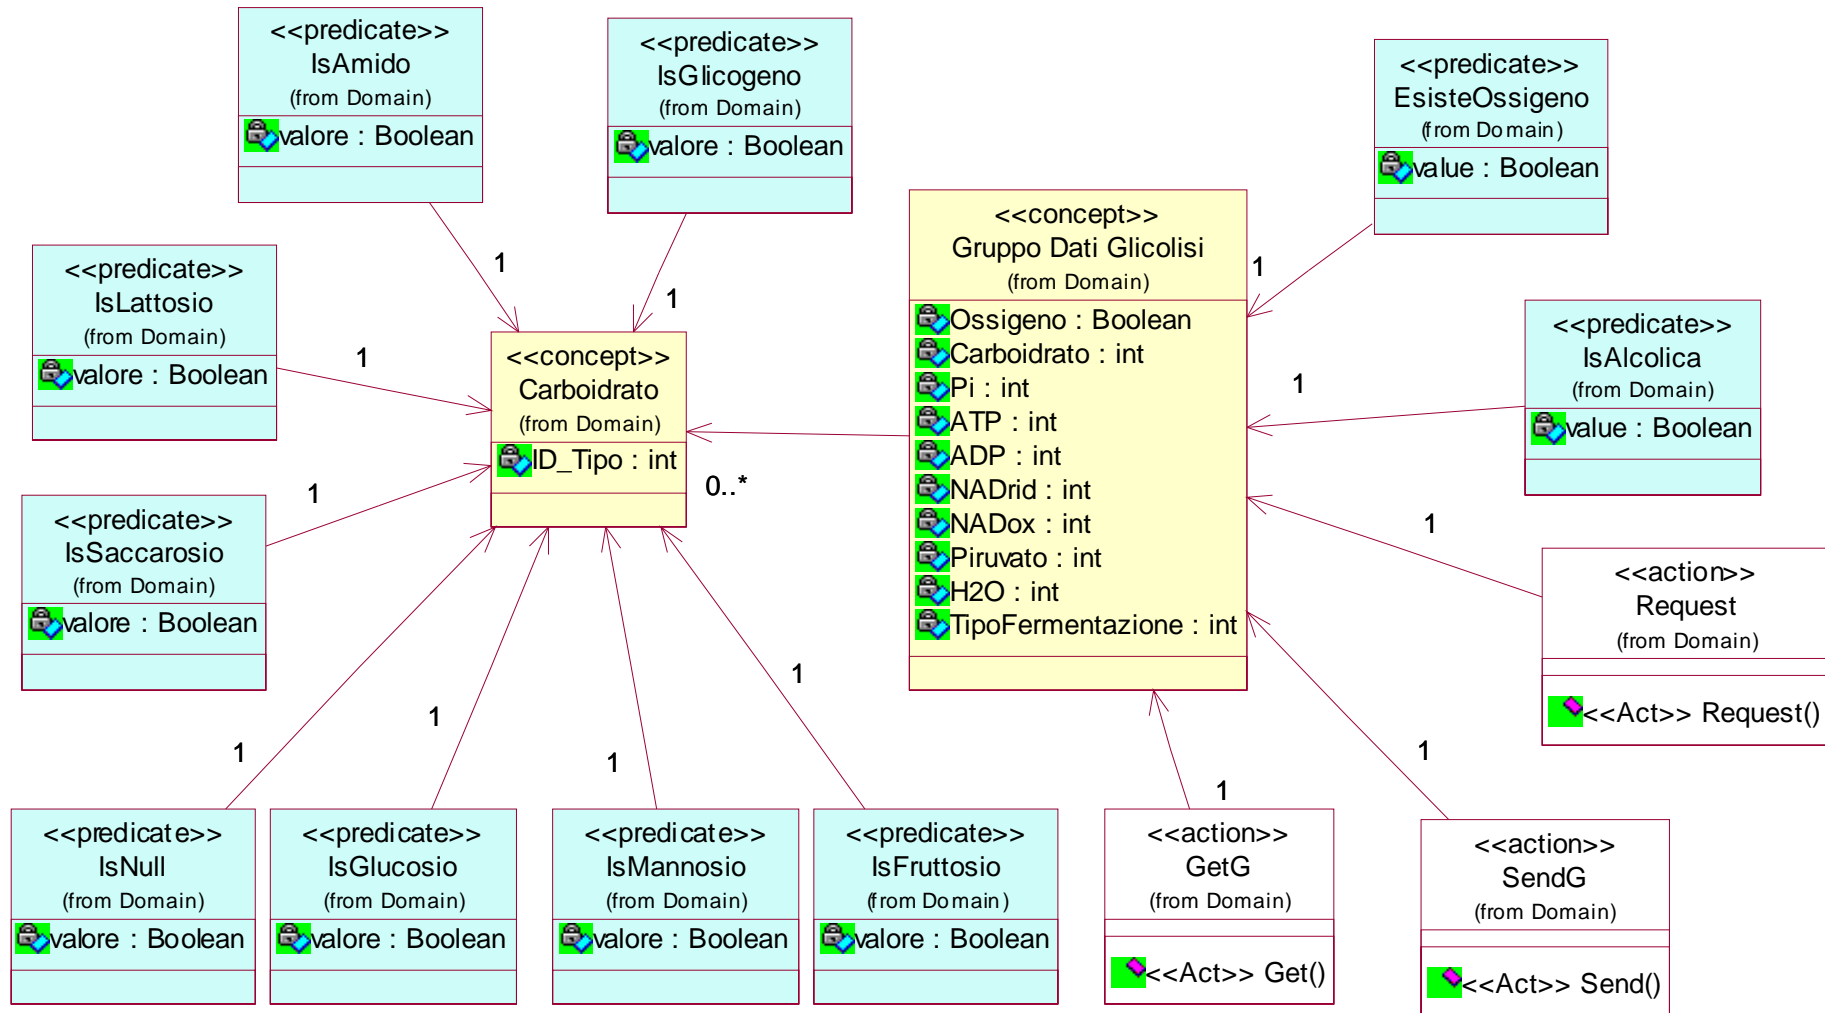 <<predicate>>
IsAmido
(from Domain)
valore : Boolean
<<predicate>>
IsGlicogeno
(from Domain)
valore : Boolean
<<predicate>>
EsisteOssigeno
(from Domain)
value : Boolean
<<predicate>>
IsLattosio
(from Domain)
valore : Boolean
<<concept>>
Carboidrato
(from Domain)
ID_Tipo : int
<<concept>>
Gruppo Dati Glicolisi
(from Domain)
Ossigeno : Boolean
Carboidrato : int
Pi : int
ATP : int
ADP : int
NADrid : int
NADox : int
Piruvato : int
H2O : int
TipoFermentazione : int
<<predicate>>
IsAlcolica
(from Domain)
value : Boolean
<<predicate>>
IsSaccarosio
(from Domain)
valore : Boolean
<<action>>
Request
(from Domain)
<<Act>> Request()
<<predicate>>
IsNull
(from Domain)
valore : Boolean
<<predicate>>
IsGlucosio
(from Domain)
valore : Boolean
<<predicate>>
IsMannosio
(from Domain)
valore : Boolean
<<predicate>>
IsFruttosio
(from Domain)
valore : Boolean
<<action>>
GetG
(from Domain)
<<Act>> Get()
<<action>>
SendG
(from Domain)
<<Act>> Send()
1
1
1
1
1
0..*
1
1
1
1
1
1
1
1